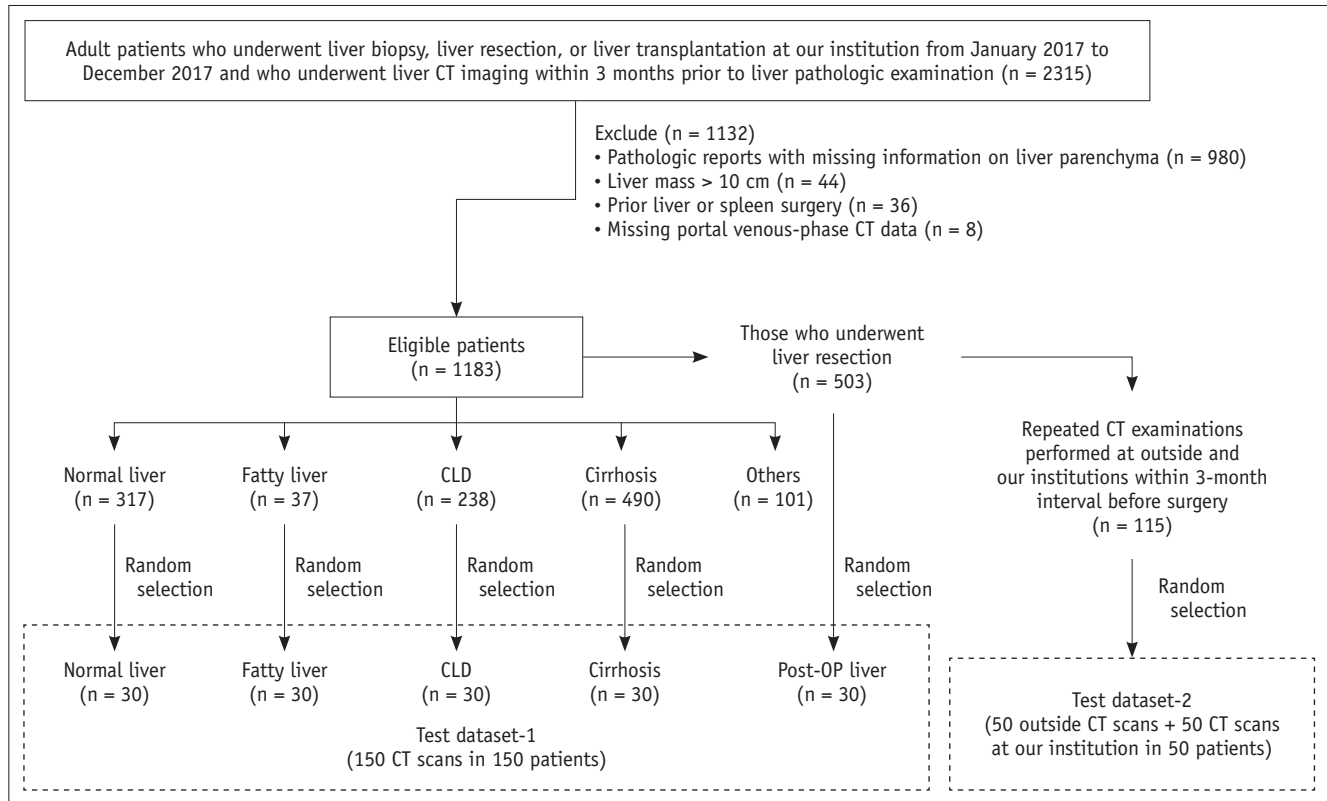 Adult patients who underwent liver biopsy, liver resection, or liver transplantation at our institution from January 2017 to
December 2017 and who underwent liver CT imaging within 3 months prior to liver pathologic examination (n = 2315)
Exclude (n = 1132)
• Pathologic reports with missing information on liver parenchyma (n = 980)
• Liver mass > 10 cm (n = 44)
• Prior liver or spleen surgery (n = 36)
• Missing portal venous-phase CT data (n = 8)
Eligible patients
(n = 1183)
Those who underwent
liver resection
(n = 503)
Repeated CT examinations
performed at outside and
our institutions within 3-month
interval before surgery
(n = 115)
Normal liver
(n = 317)
Fatty liver
(n = 37)
CLD
(n = 238)
Cirrhosis
(n = 490)
Others
(n = 101)
Random
selection
Random
selection
Random
selection
Random
selection
Random
selection
Random
selection
Normal liver
(n = 30)
Fatty liver
(n = 30)
CLD
(n = 30)
Cirrhosis
(n = 30)
Post-OP liver
(n = 30)
Test dataset-1
(150 CT scans in 150 patients)
Test dataset-2
(50 outside CT scans + 50 CT scans
at our institution in 50 patients)